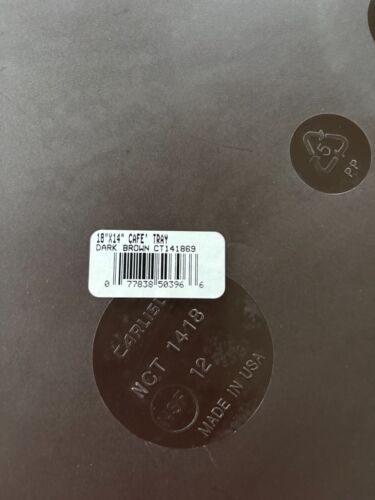 5
PP
18"X14" CAFE' TRAY
DARK BROWN CT141869
0 77838 50396 6
NCT 1418
NSF
12
MADE IN USA